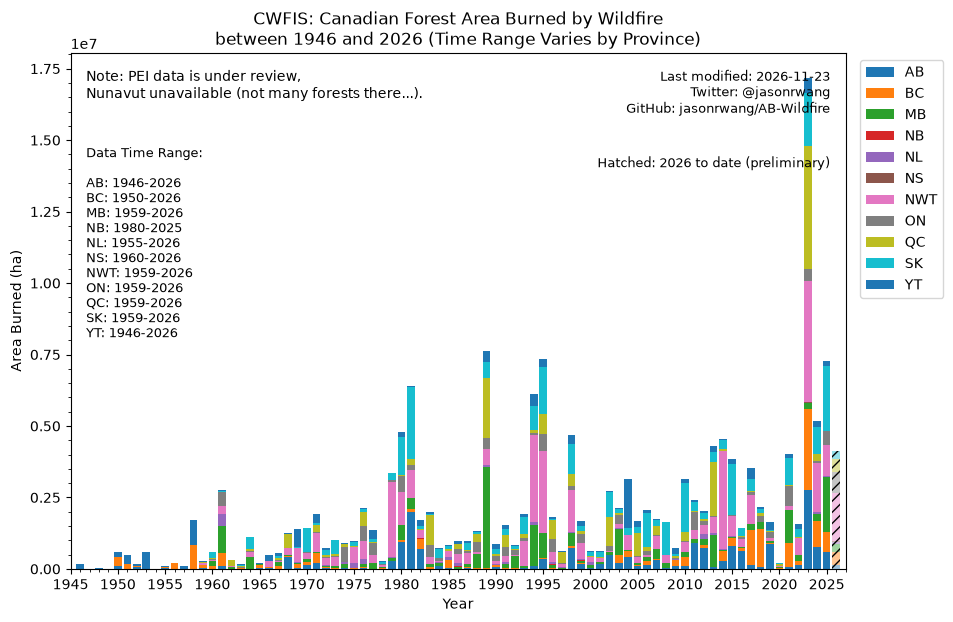 CWFIS: Canadian Forest Area Burned by Wildfire
between 1946 and 2026 (Time Range Varies by Province)
1e7
Note: PEI data is under review,
Nunavut unavailable (not many forests there...).
Last modified: 2026-11-23
Twitter: @jasonrwang
GitHub: jasonrwang/AB-Wildfire
Hatched: 2026 to date (preliminary)
Data Time Range:
AB: 1946-2026
BC: 1950-2026
MB: 1959-2026
NB: 1980-2025
NL: 1955-2026
NS: 1960-2026
NWT: 1959-2026
ON: 1959-2026
QC: 1959-2026
SK: 1959-2026
YT: 1946-2026
AB
BC
MB
NB
NL
NS
NWT
ON
QC
SK
YT
Area Burned (ha)
1.75
1.50
1.25
1.00
0.75
0.50
0.25
0.00
1945 1950 1955 1960 1965 1970 1975 1980 1985 1990 1995 2000 2005 2010 2015 2020 2025
Year